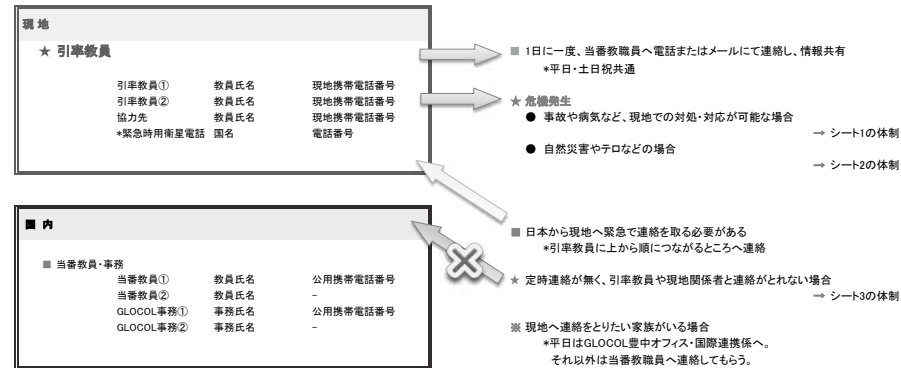 現 地
★ 引率教員
引率教員① 教員氏名 現地携帯電話番号
引率教員② 教員氏名 現地携帯電話番号
協力先 教員氏名 現地携帯電話番号
*緊急時用衛星電話 国名 電話番号
■ 1日に一度、当番教職員へ電話またはメールにて連絡し、情報共有
*平日・土日祝共通
★ 危機発生
● 事故や病気など、現地での対処・対応が可能な場合
→ シート1の体制
● 自然災害やテロなどの場合
→ シート2の体制
国 内
■ 当番教員・事務
当番教員① 教員氏名 公用携帯電話番号
当番教員② 教員氏名 －
GLOCOL事務① 事務氏名 公用携帯電話番号
GLOCOL事務② 事務氏名 －
■ 日本から現地へ緊急で連絡を取る必要がある
*引率教員に上から順につながるところへ連絡
★ 定時連絡が無く、引率教員や現地関係者と連絡がとれない場合
→ シート3の体制
※ 現地へ連絡をとりたい家族がいる場合
*平日はGLOCOL豊中オフィス・国際連携係へ。
それ以外は当番教職員へ連絡してもらう。